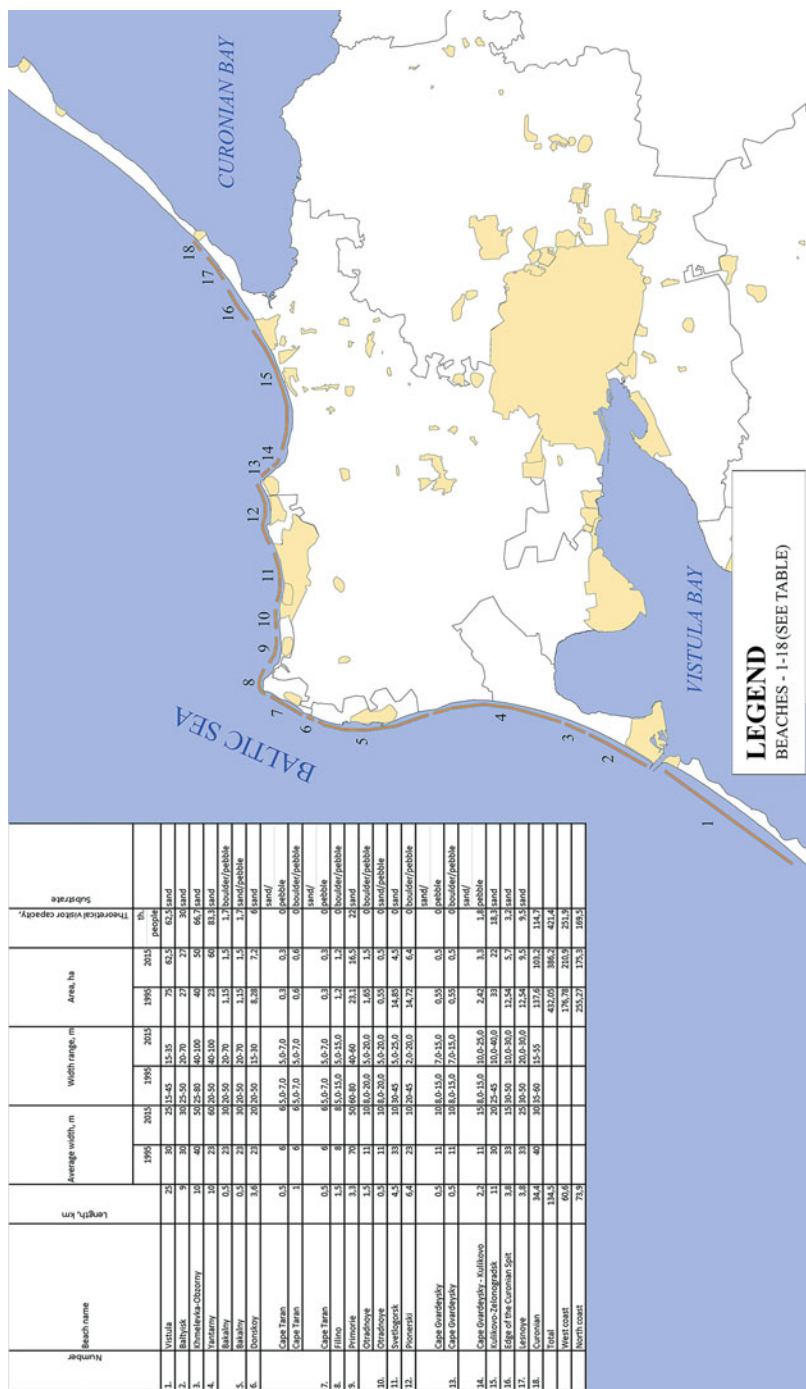 Number | Beach name | Length, km | Average width, m | Width range, m | Area, ha | Theoretical visitor capacity, th. people | Substrate
1995 | 2015 | 1995 | 2015 | 1995 | 2015
1. | Vistula | 25 | 30 | 25 | 15-45 | 15-35 | 75 | 62,5 | 62,5 | sand
2. | Baltyisk | 9 | 30 | 30 | 25-50 | 20-70 | 27 | 27 | 30 | sand
3. | Khmelevka-Obzorny | 10 | 40 | 50 | 25-80 | 40-100 | 40 | 50 | 66,7 | sand
4. | Yantarny | 10 | 23 | 60 | 20-50 | 40-100 | 23 | 60 | 83,3 | sand
Bakalny | 0,5 | 23 | 30 | 20-50 | 20-70 | 1,15 | 1,5 | 1,7 | boulder/pebble
5. | Bakalny | 0,5 | 23 | 30 | 20-50 | 20-70 | 1,15 | 1,5 | 1,7 | sand/pebble
6. | Donskoy | 3,6 | 23 | 20 | 20-50 | 15-30 | 8,28 | 7,2 | 6 | sand
Cape Taran | 0,5 | 6 | 6 | 5,0-7,0 | 5,0-7,0 | 0,3 | 0,3 | 0 | sand/ pebble
Cape Taran | 1 | 6 | 6 | 5,0-7,0 | 5,0-7,0 | 0,6 | 0,6 | 0 | boulder/pebble
7. | Cape Taran | 0,5 | 6 | 6 | 5,0-7,0 | 5,0-7,0 | 0,3 | 0,3 | 0 | sand/ pebble
8. | Filino | 1,5 | 8 | 8 | 5,0-15,0 | 5,0-15,0 | 1,2 | 1,2 | 0 | boulder/pebble
9. | Primorie | 3,3 | 70 | 50 | 60-80 | 40-60 | 23,1 | 16,5 | 22 | sand
Otradnoye | 1,5 | 11 | 10 | 8,0-20,0 | 5,0-20,0 | 1,65 | 1,5 | 0 | boulder/pebble
10. | Otradnoye | 0,5 | 11 | 10 | 8,0-20,0 | 5,0-20,0 | 0,55 | 0,5 | 0 | sand/pebble
11. | Svetlogorsk | 4,5 | 33 | 10 | 30-45 | 5,0-25,0 | 14,85 | 4,5 | 0 | sand
12. | Pionerski | 6,4 | 23 | 10 | 20-45 | 2,0-20,0 | 14,72 | 6,4 | 0 | boulder/pebble
Cape Gvardeysky | 0,5 | 11 | 10 | 8,0-15,0 | 7,0-15,0 | 0,55 | 0,5 | 0 | sand/ pebble
13. | Cape Gvardeysky | 0,5 | 11 | 10 | 8,0-15,0 | 7,0-15,0 | 0,55 | 0,5 | 0 | boulder/pebble
14. | Cape Gvardeysky - Kulikovo | 2,2 | 11 | 15 | 8,0-15,0 | 10,0-25,0 | 2,42 | 3,3 | 1,8 | sand/ pebble
15. | Kulikovo-Zelonogradsk | 11 | 30 | 20 | 25-45 | 10,0-40,0 | 33 | 22 | 18,3 | sand
16. | Edge of the Curonian Spit | 3,8 | 33 | 15 | 30-50 | 10,0-30,0 | 12,54 | 5,7 | 3,2 | sand
17. | Lesnoye | 3,8 | 33 | 25 | 30-50 | 20,0-30,0 | 12,54 | 9,5 | 9,5 | sand
18. | Curonian | 34,4 | 40 | 30 | 35-60 | 15-55 | 137,6 | 103,2 | 114,7
Total | 134,5 | 432,05 | 386,2 | 421,4
West coast | 60,6 | 176,78 | 210,9 | 251,9
North coast | 73,9 | 255,27 | 175,3 | 169,5
BALTIC SEA
CURONIAN BAY
VISTULA BAY
1
2
3
4
5
6
7
8
9
10
11
12
13
14
15
16
17
18
LEGEND
BEACHES - 1-18(SEE TABLE)